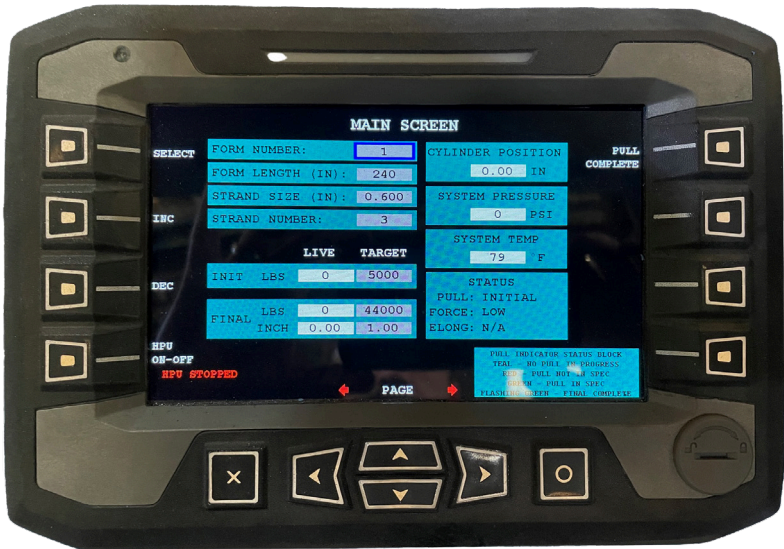 MAIN SCREEN
SELECT
FORM NUMBER: 1
FORM LENGTH (IN): 240
STRAND SIZE (IN): 0.600
INC
STRAND NUMBER: 3
CYLINDER POSITION
0.00 IN
SYSTEM PRESSURE
0 PSI
SYSTEM TEMP
79 F
PULL
COMPLETE
LIVE TARGET
DEC
INIT LBS 0 5000
FINAL LBS 0 44000
INCH 0.00 1.00
STATUS
PULL: INITIAL
FORCE: LOW
ELONG: N/A
HPU
ON-OFF
HPU STOPPED
PAGE
PULL INDICATOR STATUS BLOCK
TEAL - NO PULL IN PROGRESS
RED - PULL NOT IN SPEC
GREEN - PULL IN SPEC
FLASHING GREEN - FINAL COMPLETE
X
O